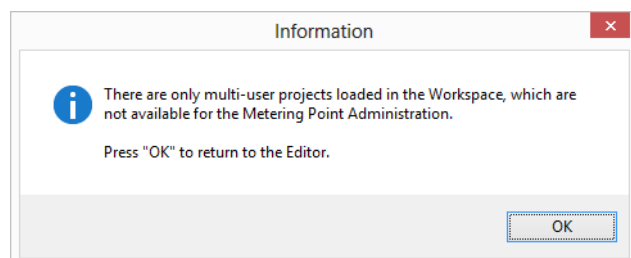 Information
There are only multi-user projects loaded in the Workspace, which are
not available for the Metering Point Administration.
Press "OK" to return to the Editor.
OK